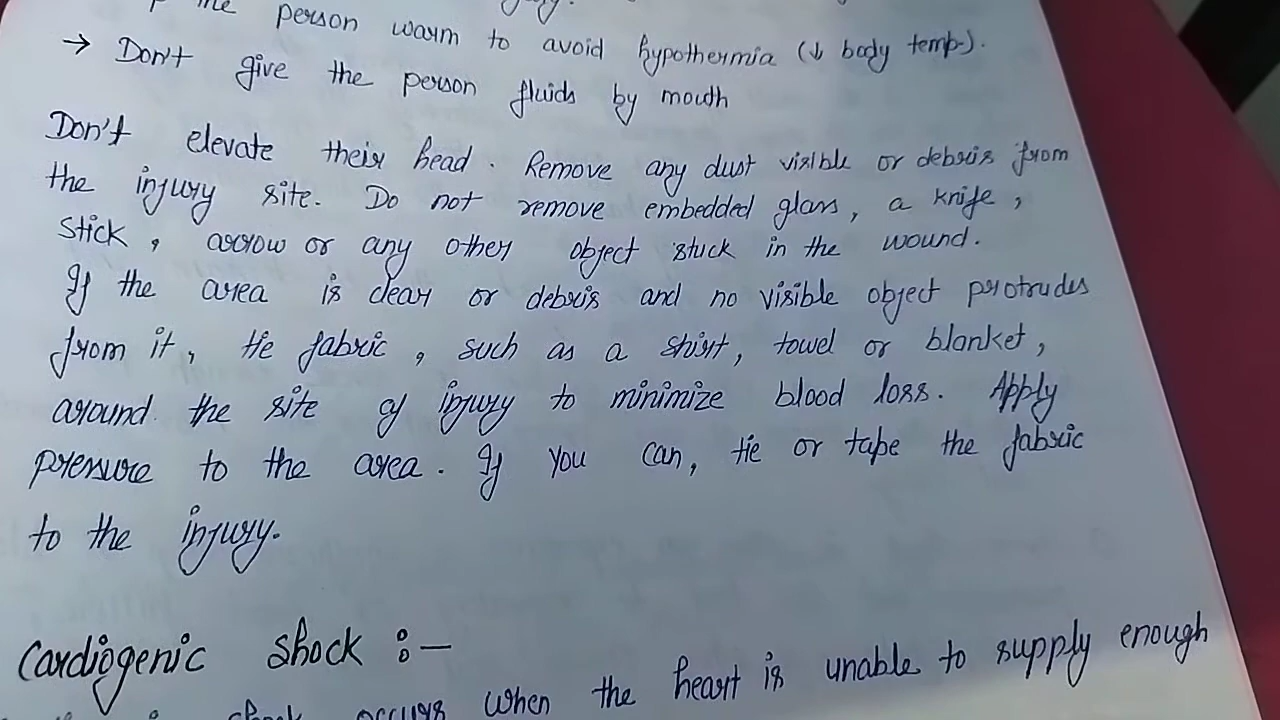 the person warm to avoid hypothermia (↓ body temp.).
→ Don't give the person fluids by mouth
Don't elevate their head. Remove any dust visible or debris from
the injury site. Do not remove embedded glass, a knife,
stick, arrow or any other object stuck in the wound.
If the area is clear or debris and no visible object protrudes
from it, tie fabric, such as a shirt, towel or blanket,
around the site of injury to minimize blood loss. Apply
pressure to the area. If you can, tie or tape the fabric
to the injury.
Cardiogenic shock :-
shock occurs when the heart is unable to supply enough